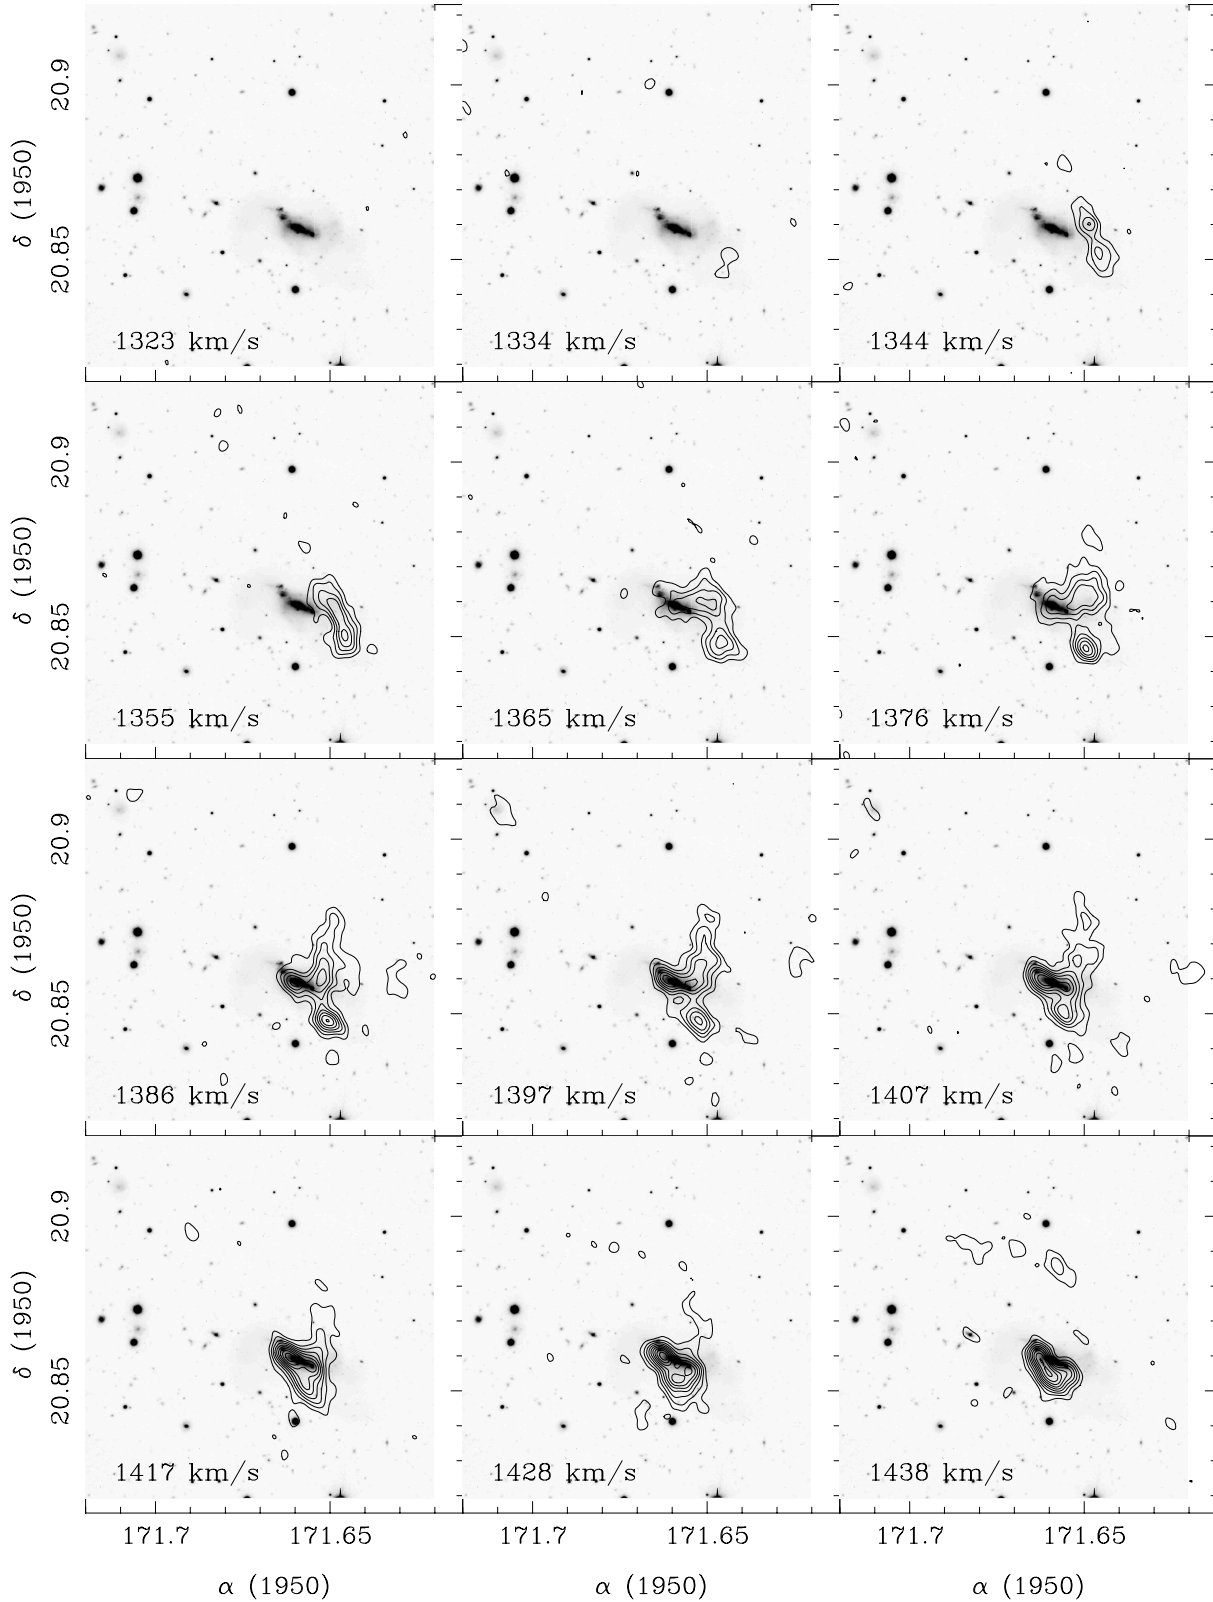 20.9
δ (1950)
20.85
1323 km/s
1334 km/s
1344 km/s
20.9
δ (1950)
20.85
1355 km/s
1365 km/s
1376 km/s
20.9
δ (1950)
20.85
1386 km/s
1397 km/s
1407 km/s
20.9
δ (1950)
20.85
1417 km/s
1428 km/s
1438 km/s
171.7 171.65 171.7 171.65 171.7 171.65
α (1950) α (1950) α (1950)